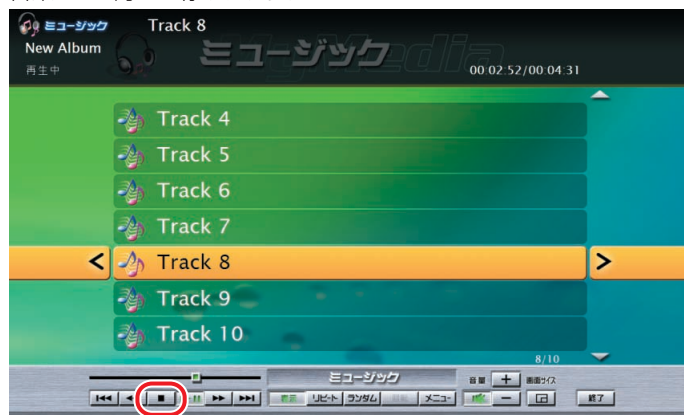 ミュージック Track 8
New Album
再生中
ミュージック
MyMedia
00:02:52/00:04:31
Track 4
Track 5
Track 6
Track 7
< Track 8 >
Track 9
Track 10
8/10
ミュージック
音量 + 画面サイズ
リピート ランダム メニュー − 終了